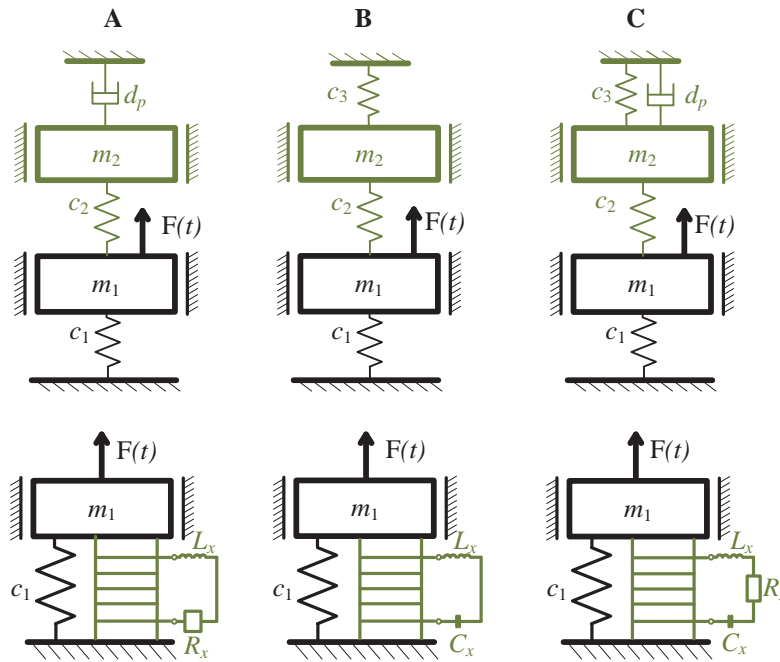 A B C
d_p c_3 c_3 d_p
m_2 m_2 m_2
c_2 F(t) c_2 F(t) c_2 F(t)
m_1 m_1 m_1
c_1 c_1 c_1
F(t) F(t) F(t)
m_1 m_1 m_1
L_x L_x L_x
c_1 c_1 c_1 R
R_x C_x C_x